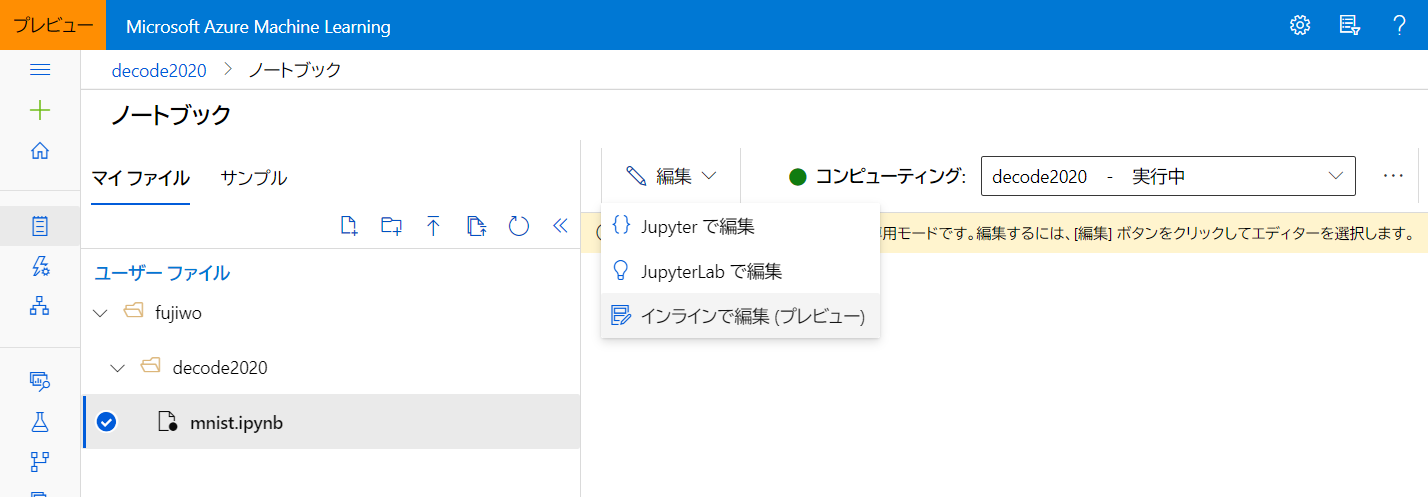 プレビュー
Microsoft Azure Machine Learning
decode2020 > ノートブック
ノートブック
マイ ファイル サンプル
編集
コンピューティング: decode2020 - 実行中
Jupyter で編集
専用モードです。編集するには、[編集] ボタンをクリックしてエディターを選択します。
JupyterLab で編集
インラインで編集 (プレビュー)
ユーザー ファイル
fujiwo
decode2020
mnist.ipynb